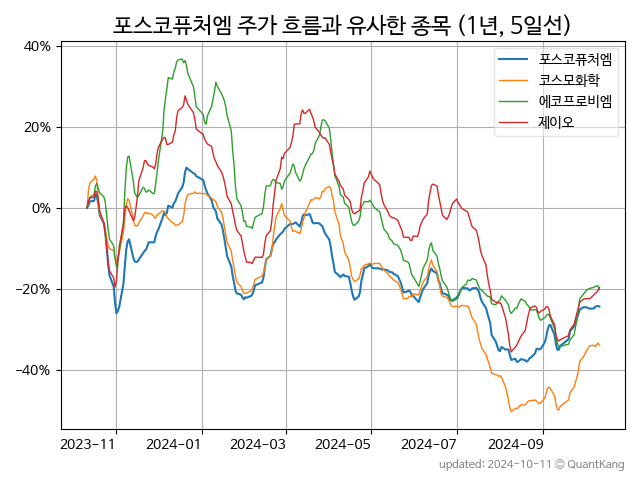 포스코퓨처엠 주가 흐름과 유사한 종목 (1년, 5일선)
포스코퓨처엠
코스모화학
에코프로비엠
제이오
40%
20%
0%
−20%
−40%
2023-11 2024-01 2024-03 2024-05 2024-07 2024-09
updated: 2024-10-11 © QuantKang